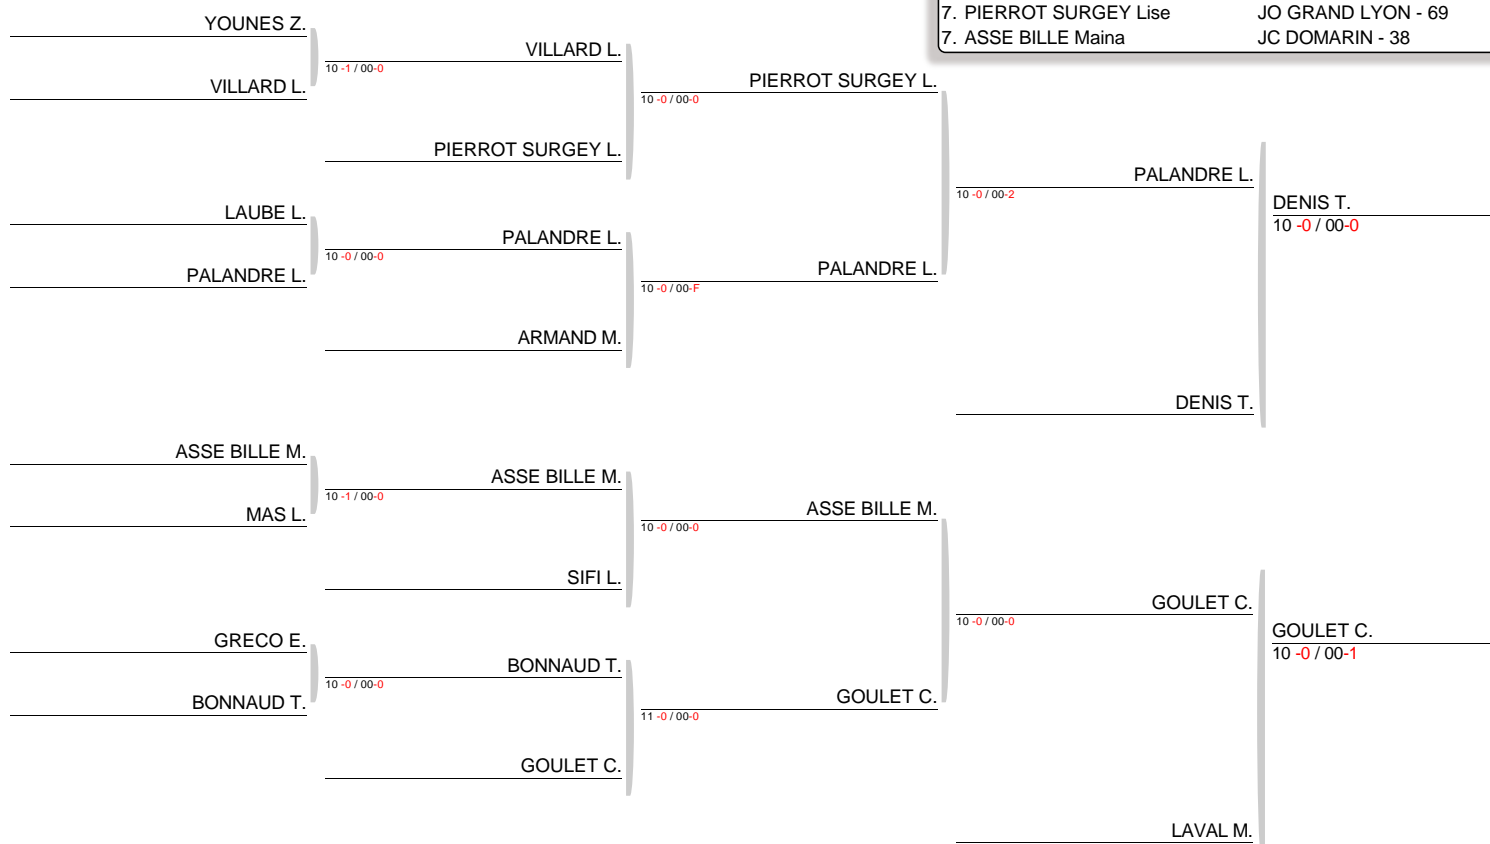 7. PIERROT SURGEY Lise JO GRAND LYON - 69
7. ASSE BILLE Maina JC DOMARIN - 38
YOUNES Z.
VILLARD L.
10 -1 / 00-0
VILLARD L.
PIERROT SURGEY L.
10 -0 / 00-0
PIERROT SURGEY L.
LAUBE L.
PALANDRE L.
10 -0 / 00-0
PALANDRE L.
ARMAND M.
10 -0 / 00-F
PALANDRE L.
10 -0 / 00-2
PALANDRE L.
DENIS T.
DENIS T.
10 -0 / 00-0
ASSE BILLE M.
MAS L.
10 -1 / 00-0
ASSE BILLE M.
SIFI L.
10 -0 / 00-0
ASSE BILLE M.
GRECO E.
BONNAUD T.
10 -0 / 00-0
BONNAUD T.
GOULET C.
11 -0 / 00-0
GOULET C.
10 -0 / 00-0
GOULET C.
LAVAL M.
GOULET C.
10 -0 / 00-1